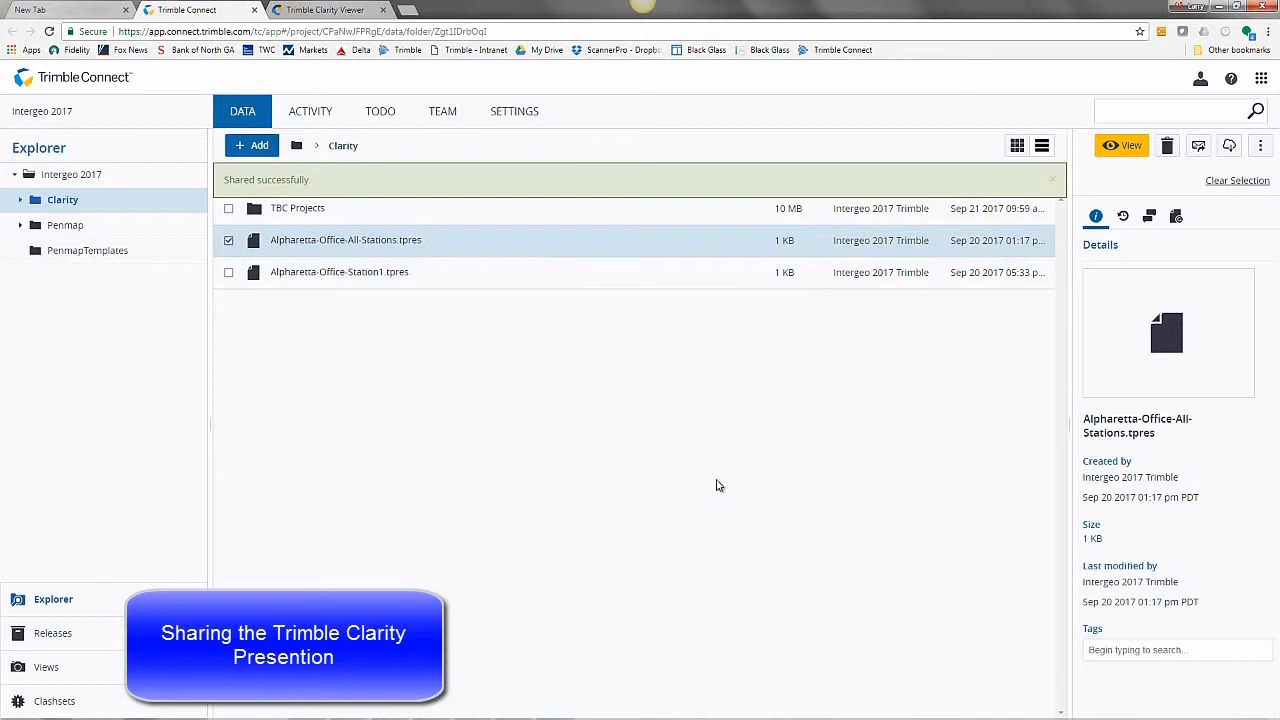 New Tab
Trimble Connect
Trimble Clarity Viewer
Larry
Secure https://app.connect.trimble.com/tc/app#/project/CPaNwJFPRgE/data/folder/Zgt1IDrbOqI
Apps Fidelity Fox News Bank of North GA TWC Markets Delta Trimble Trimble - Intranet My Drive ScannerPro - Dropbo Black Glass Black Glass Trimble Connect Other bookmarks
TrimbleConnect™
Intergeo 2017
DATA ACTIVITY TODO TEAM SETTINGS
Explorer
Intergeo 2017
Clarity
Penmap
PenmapTemplates
+ Add
Clarity
View
Shared successfully
Clear Selection
TBC Projects 10 MB Intergeo 2017 Trimble Sep 21 2017 09:59 a...
Alpharetta-Office-All-Stations.tpres 1 KB Intergeo 2017 Trimble Sep 20 2017 01:17 p...
Alpharetta-Office-Station1.tpres 1 KB Intergeo 2017 Trimble Sep 20 2017 05:33 p...
Details
Alpharetta-Office-All-
Stations.tpres
Created by
Intergeo 2017 Trimble
Sep 20 2017 01:17 pm PDT
Size
1 KB
Last modified by
Intergeo 2017 Trimble
Sep 20 2017 01:17 pm PDT
Tags
Begin typing to search...
Explorer
Releases
Views
Clashsets
Sharing the Trimble Clarity
Presention